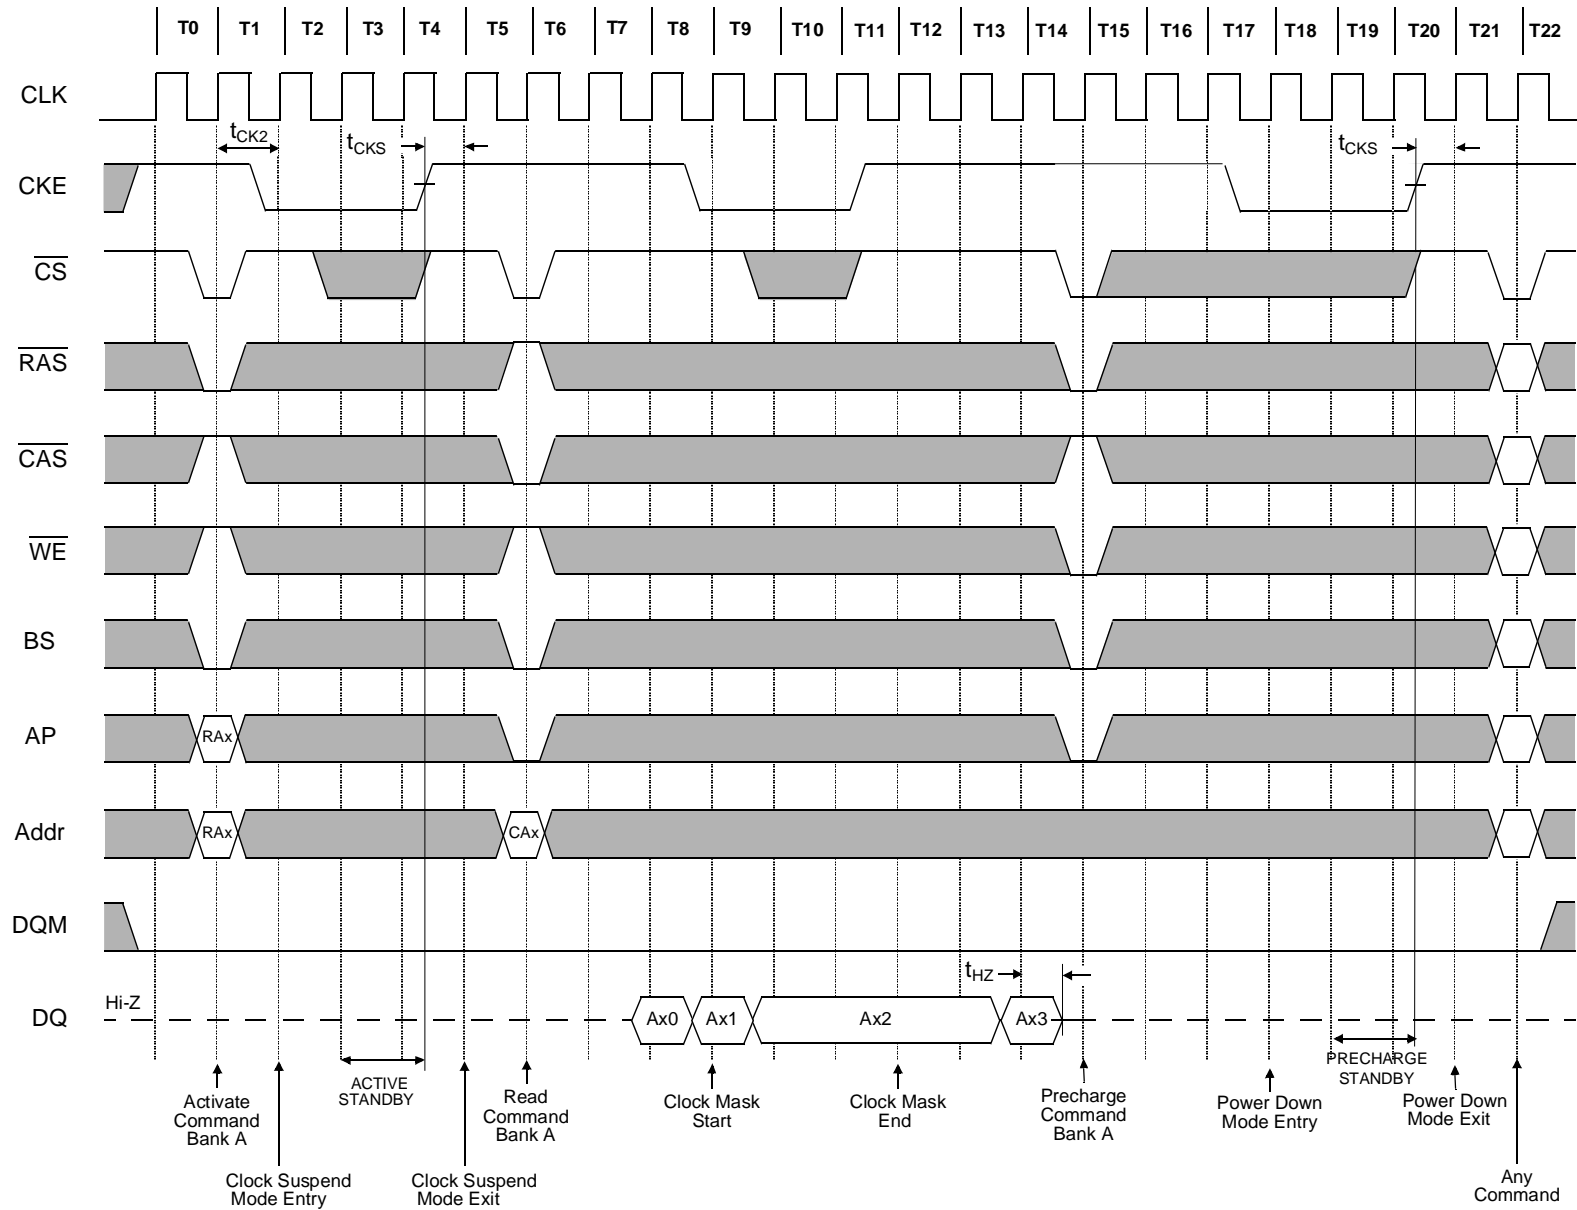 T0 T1 T2 T3 T4 T5 T6 T7 T8 T9 T10 T11 T12 T13 T14 T15 T16 T17 T18 T19 T20 T21 T22
CLK
tCK2
tCKS
tCKS
CKE
CS
RAS
CAS
WE
BS
AP
RAx
Addr
RAx
CAx
DQM
tHZ
Hi-Z
DQ
Ax0
Ax1
Ax2
Ax3
ACTIVE
STANDBY
PRECHARGE
STANDBY
Activate
Command
Bank A
Read
Command
Bank A
Clock Mask
Start
Clock Mask
End
Precharge
Command
Bank A
Power Down
Mode Entry
Power Down
Mode Exit
Clock Suspend
Mode Entry
Clock Suspend
Mode Exit
Any
Command